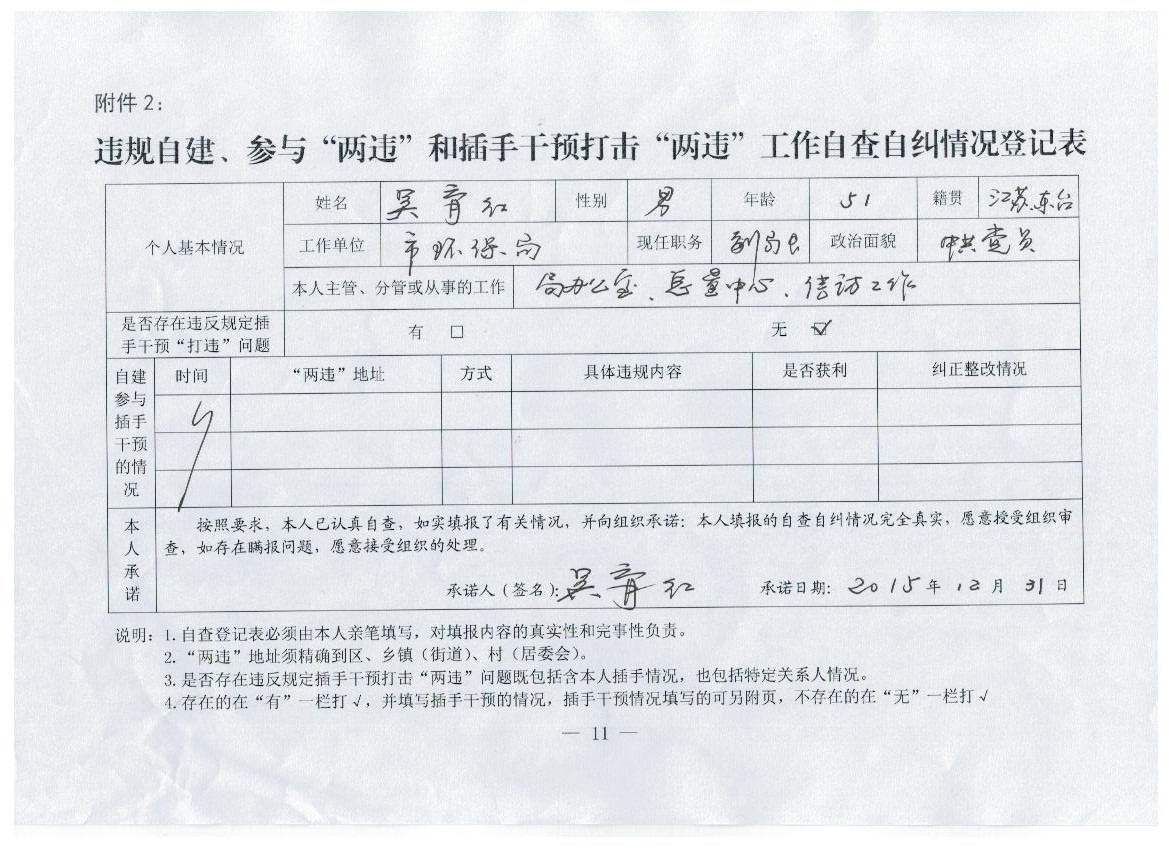 附件2：
违规自建、参与“两违”和插手干预打击“两违”工作自查自纠情况登记表
个人基本情况
姓名 吴育红 性别 男 年龄 51 籍贯 江苏东台
工作单位 市环保局 现任职务 副局长 政治面貌 中共党员
本人主管、分管或从事的工作 局办公室、总量中心、信访工作
是否存在违反规定插
手干预“打违”问题
有 □ 无 ☑
自建
参与
插手
干预
的情
况
时间 “两违”地址 方式 具体违规内容 是否获利 纠正整改情况
本
人
承
诺
按照要求，本人已认真自查，如实填报了有关情况，并向组织承诺：本人填报的自查自纠情况完全真实，愿意授受组织审
查，如存在瞒报问题，愿意接受组织的处理。
承诺人（签名）：吴育红 承诺日期：2015年12月31日
说明：1.自查登记表必须由本人亲笔填写，对填报内容的真实性和完事性负责。
2.“两违”地址须精确到区、乡镇（街道）、村（居委会）。
3.是否存在违反规定插手干预打击“两违”问题既包括含本人插手情况，也包括特定关系人情况。
4.存在的在“有”一栏打√，并填写插手干预的情况，插手干预情况填写的可另附页，不存在的在“无”一栏打√
— 11 —